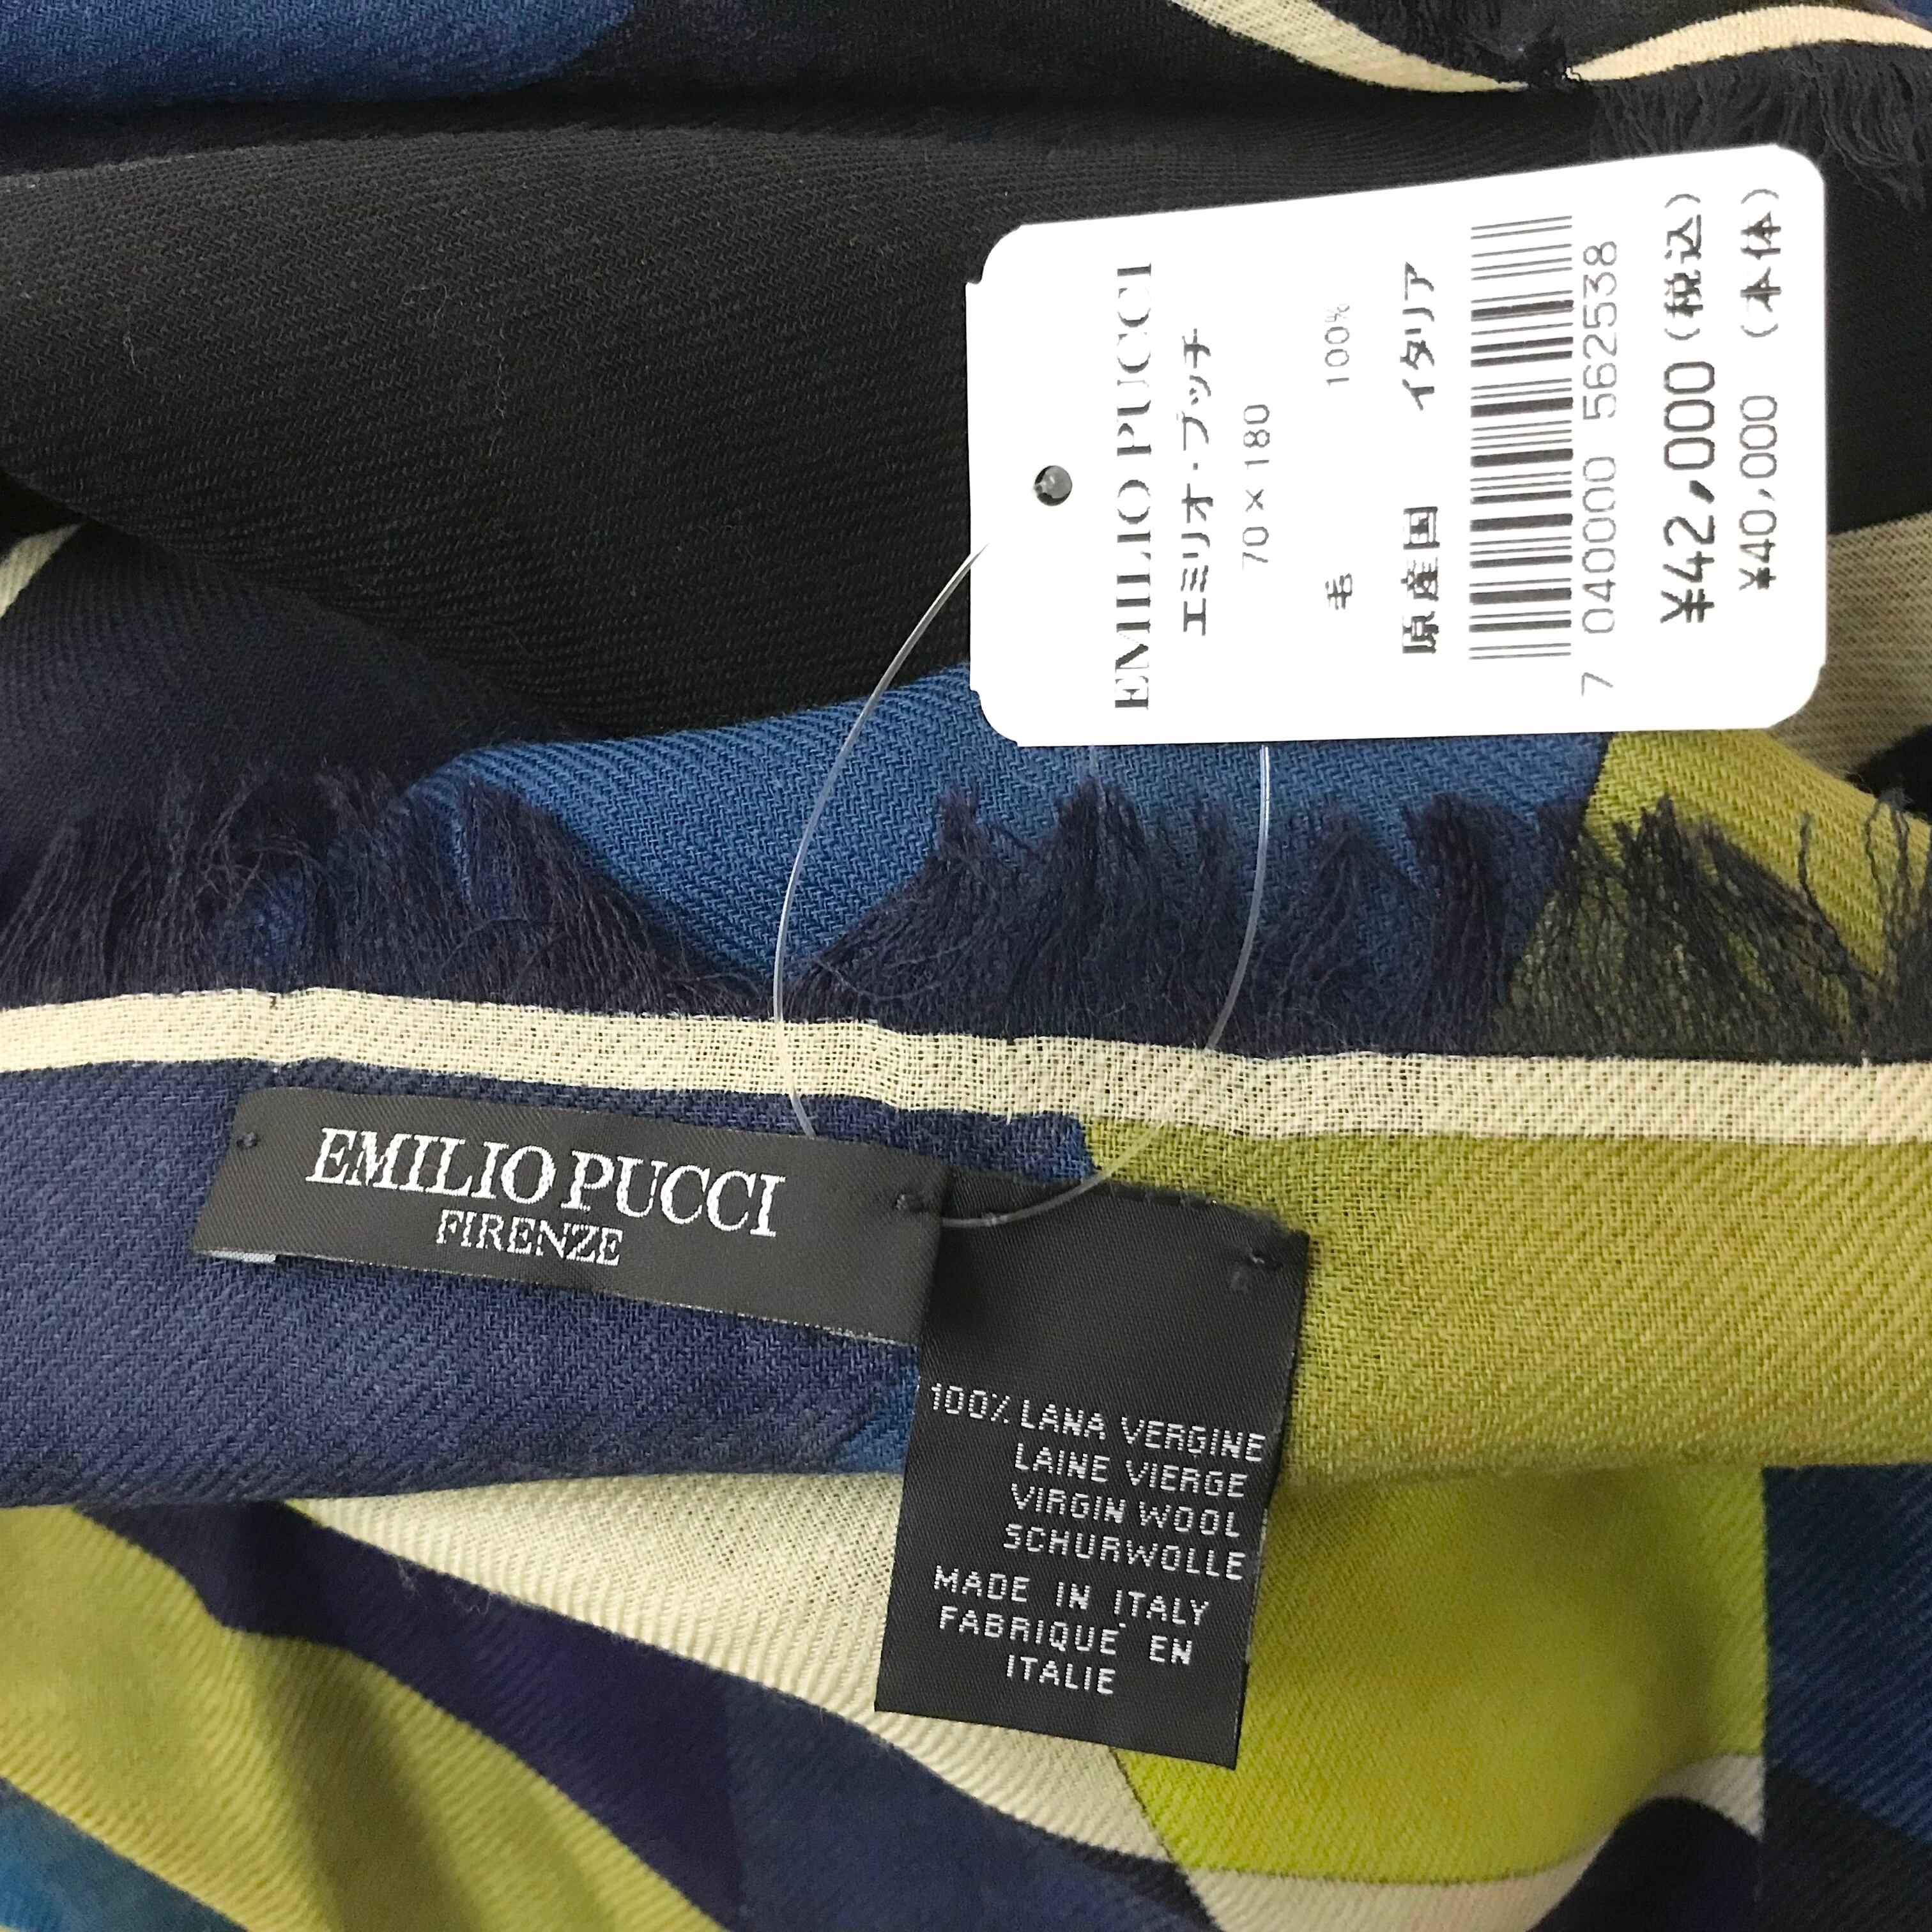 EMILIO PUCCI
エミリオ・プッチ
70×180
毛 100%
原産国 イタリア
7 040000 562538
¥42,000(税込)
¥40,000 (本体)
EMILIO PUCCI
FIRENZE
100% LANA VERGINE
LAINE VIERGE
VIRGIN WOOL
SCHURWOLLE
MADE IN ITALY
FABRIQUE EN
ITALIE